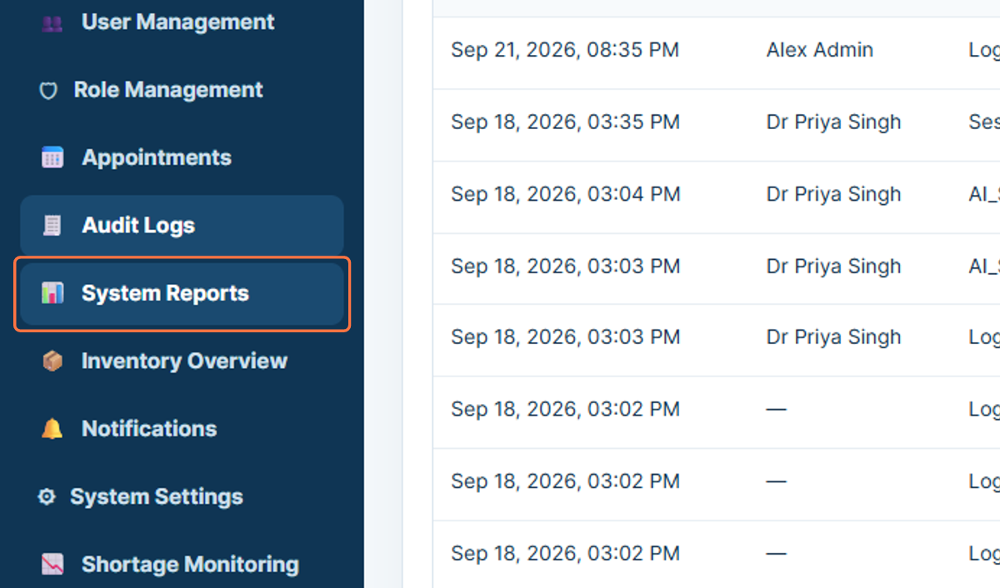 User Management
Role Management
Appointments
Audit Logs
System Reports
Inventory Overview
Notifications
System Settings
Shortage Monitoring
Sep 21, 2026, 08:35 PM Alex Admin Log
Sep 18, 2026, 03:35 PM Dr Priya Singh Ses
Sep 18, 2026, 03:04 PM Dr Priya Singh AI_S
Sep 18, 2026, 03:03 PM Dr Priya Singh AI_S
Sep 18, 2026, 03:03 PM Dr Priya Singh Log
Sep 18, 2026, 03:02 PM — Log
Sep 18, 2026, 03:02 PM — Log
Sep 18, 2026, 03:02 PM — Log